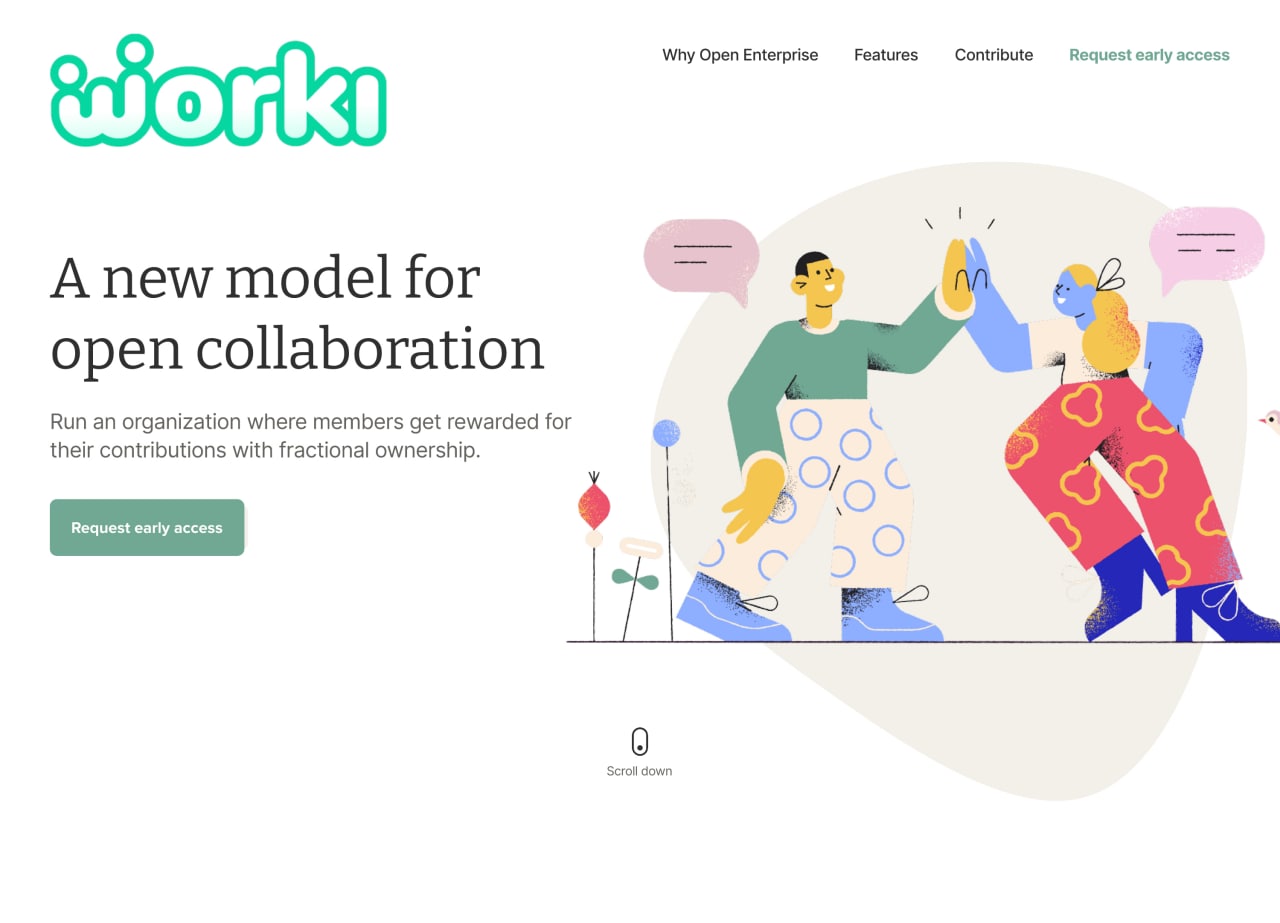 worki
Why Open Enterprise
Features
Contribute
Request early access
A new model for
open collaboration
Run an organization where members get rewarded for
their contributions with fractional ownership.
Request early access
Scroll down